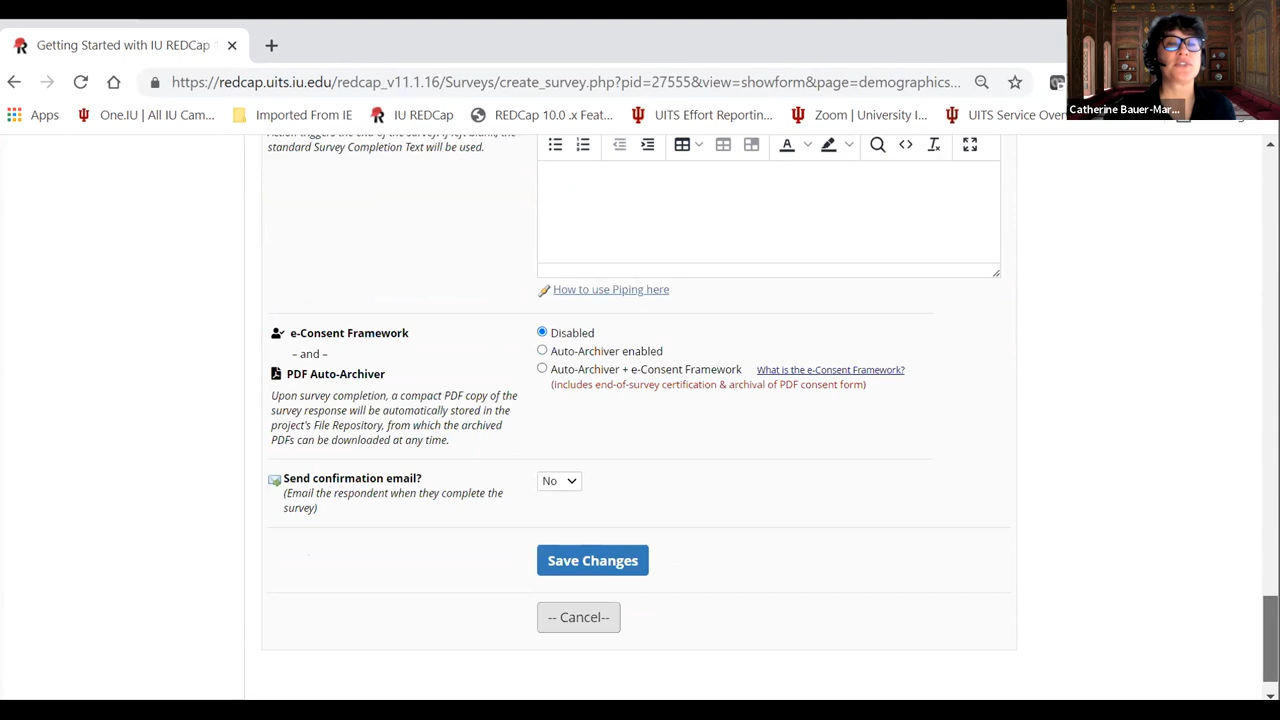 Getting Started with IU REDCap
https://redcap.uits.iu.edu/redcap_v11.1.16/Surveys/create_survey.php?pid=27555&view=showform&page=demographics...
Catherine Bauer-Mar...
Apps
One.IU | All IU Cam...
Imported From IE
IU REDCap
REDCap 10.0 .x Feat...
UITS Effort Reportin...
Zoom | University I...
UITS Service Over
standard Survey Completion Text will be used.
How to use Piping here
e-Consent Framework
– and –
PDF Auto-Archiver
Upon survey completion, a compact PDF copy of the
survey response will be automatically stored in the
project's File Repository, from which the archived
PDFs can be downloaded at any time.
Disabled
Auto-Archiver enabled
Auto-Archiver + e-Consent Framework What is the e-Consent Framework?
(includes end-of-survey certification & archival of PDF consent form)
Send confirmation email?
(Email the respondent when they complete the
survey)
No
Save Changes
-- Cancel--